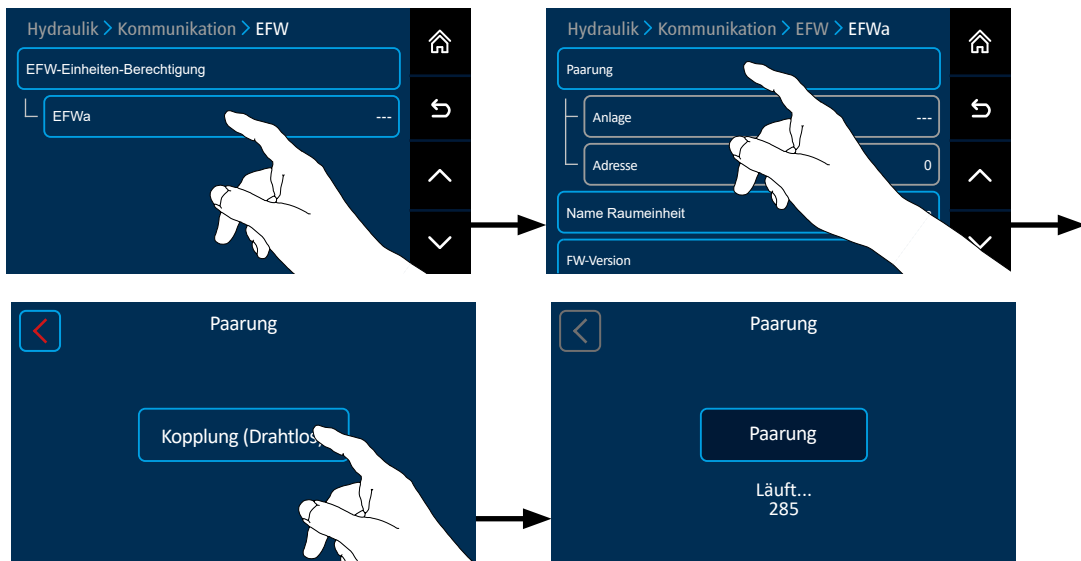 Hydraulik > Kommunikation > EFW
EFW-Einheiten-Berechtigung
EFWa ---
Hydraulik > Kommunikation > EFW > EFWa
Paarung
Anlage ---
Adresse 0
Name Raumeinheit
FW-Version
Paarung
Kopplung (Drahtlos
Paarung
Paarung
Läuft...
285